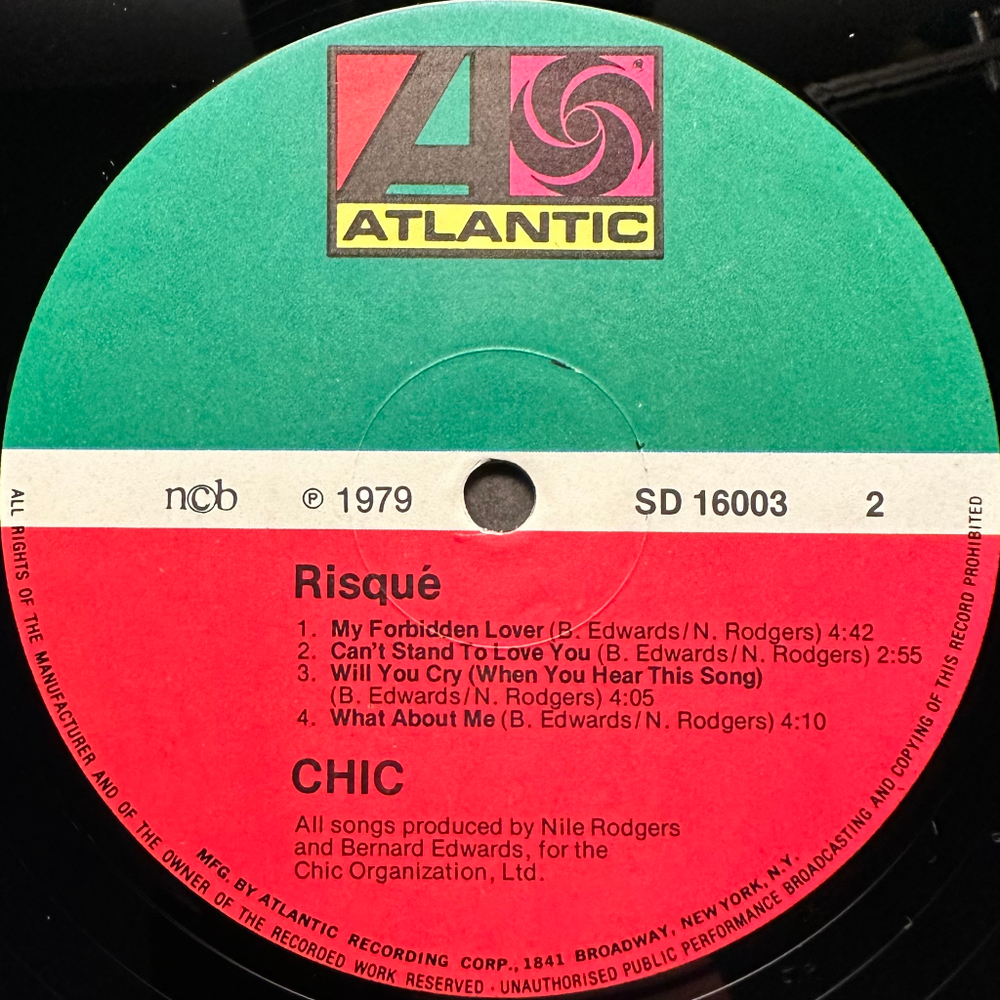 A
®
ATLANTIC
n©b ℗ 1979 SD 16003 2
Risqué
1. My Forbidden Lover (B. Edwards/N. Rodgers) 4:42
2. Can't Stand To Love You (B. Edwards/N. Rodgers) 2:55
3. Will You Cry (When You Hear This Song)
(B. Edwards/N. Rodgers) 4:05
4. What About Me (B. Edwards/N. Rodgers) 4:10
CHIC
All songs produced by Nile Rodgers
and Bernard Edwards, for the
Chic Organization, Ltd.
MFG. BY ATLANTIC RECORDING CORP., 1841 BROADWAY, NEW YORK, N.Y.
ALL RIGHTS OF THE MANUFACTURER AND OF THE OWNER OF THE RECORDED WORK RESERVED · UNAUTHORISED PUBLIC PERFORMANCE BROADCASTING AND COPYING OF THIS RECORD PROHIBITED